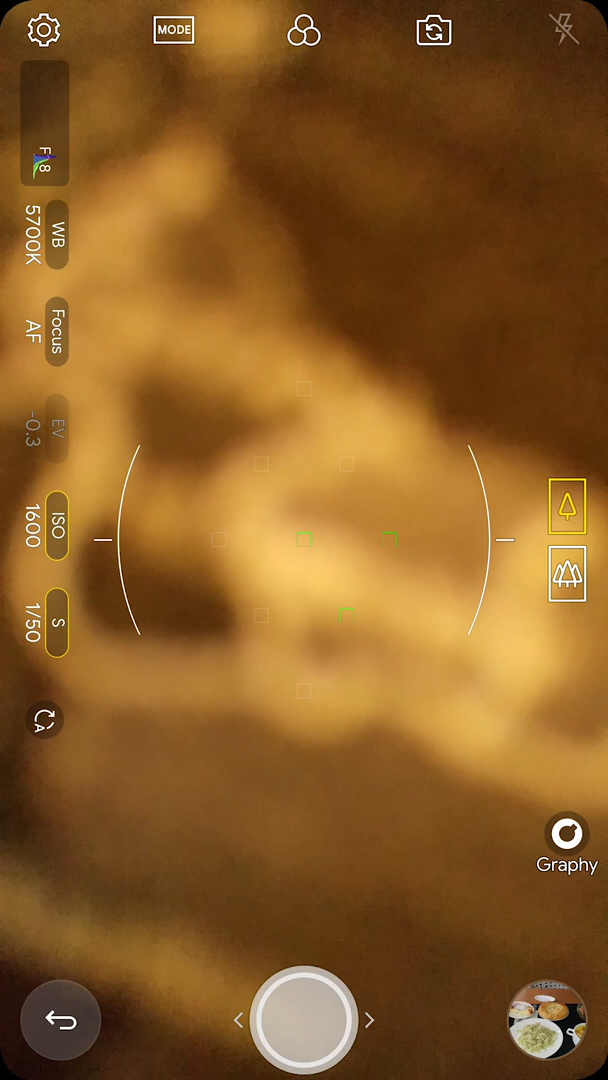 MODE
F1.8
WB
5700K
Focus
AF
EV
-0.3
ISO
1600
S
1/50
A
Graphy